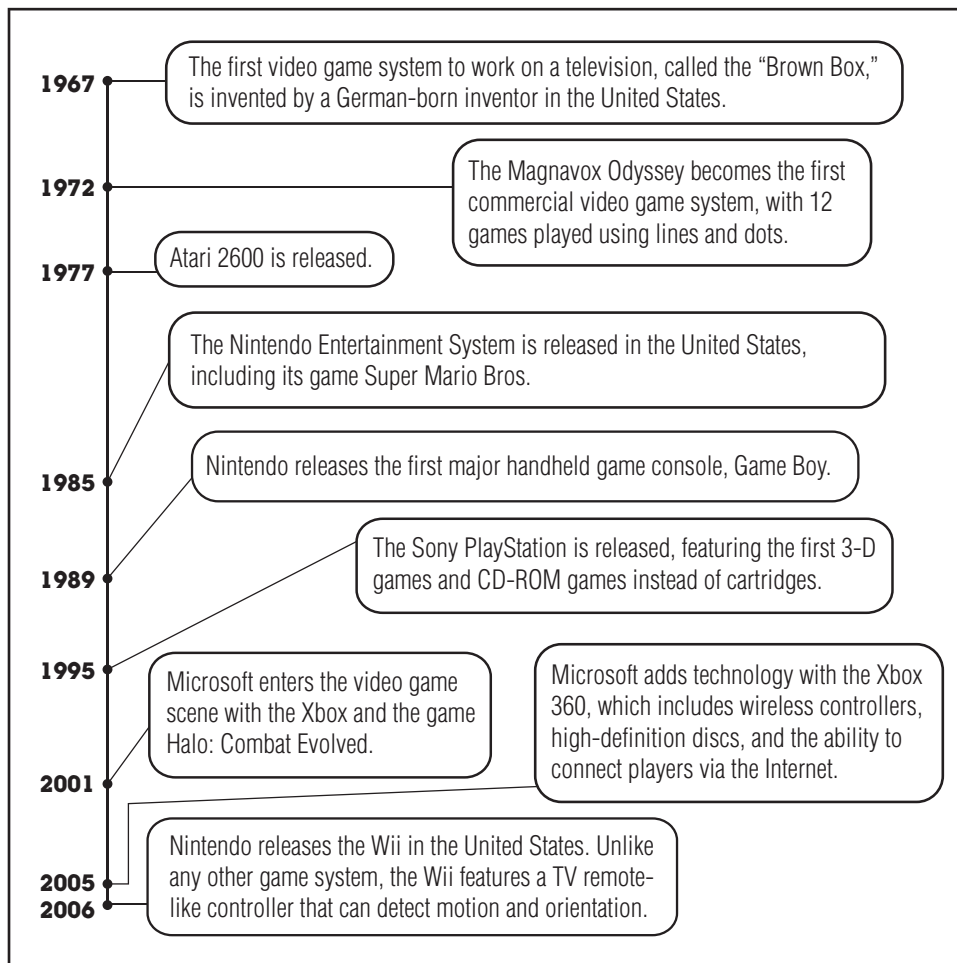 1967
The first video game system to work on a television, called the “Brown Box,”
is invented by a German-born inventor in the United States.
1972
The Magnavox Odyssey becomes the first
commercial video game system, with 12
games played using lines and dots.
1977
Atari 2600 is released.
The Nintendo Entertainment System is released in the United States,
including its game Super Mario Bros.
1985
Nintendo releases the first major handheld game console, Game Boy.
1989
The Sony PlayStation is released, featuring the first 3-D
games and CD-ROM games instead of cartridges.
1995
Microsoft enters the video game
scene with the Xbox and the game
Halo: Combat Evolved.
2001
Microsoft adds technology with the Xbox
360, which includes wireless controllers,
high-definition discs, and the ability to
connect players via the Internet.
2005
Nintendo releases the Wii in the United States. Unlike
any other game system, the Wii features a TV remote-
like controller that can detect motion and orientation.
2006